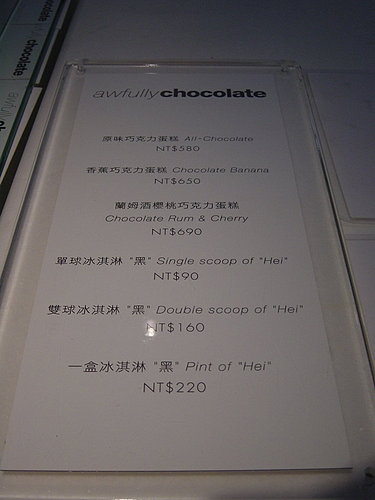 awfullychocolate
原味巧克力蛋糕 All-Chocolate
NT$580
香蕉巧克力蛋糕 Chocolate Banana
NT$650
蘭姆酒櫻桃巧克力蛋糕
Chocolate Rum & Cherry
NT$690
單球冰淇淋 "黑" Single scoop of "Hei"
NT$90
雙球冰淇淋 "黑" Double scoop of "Hei"
NT$160
一盒冰淇淋 "黑" Pint of "Hei"
NT$220
chocolate